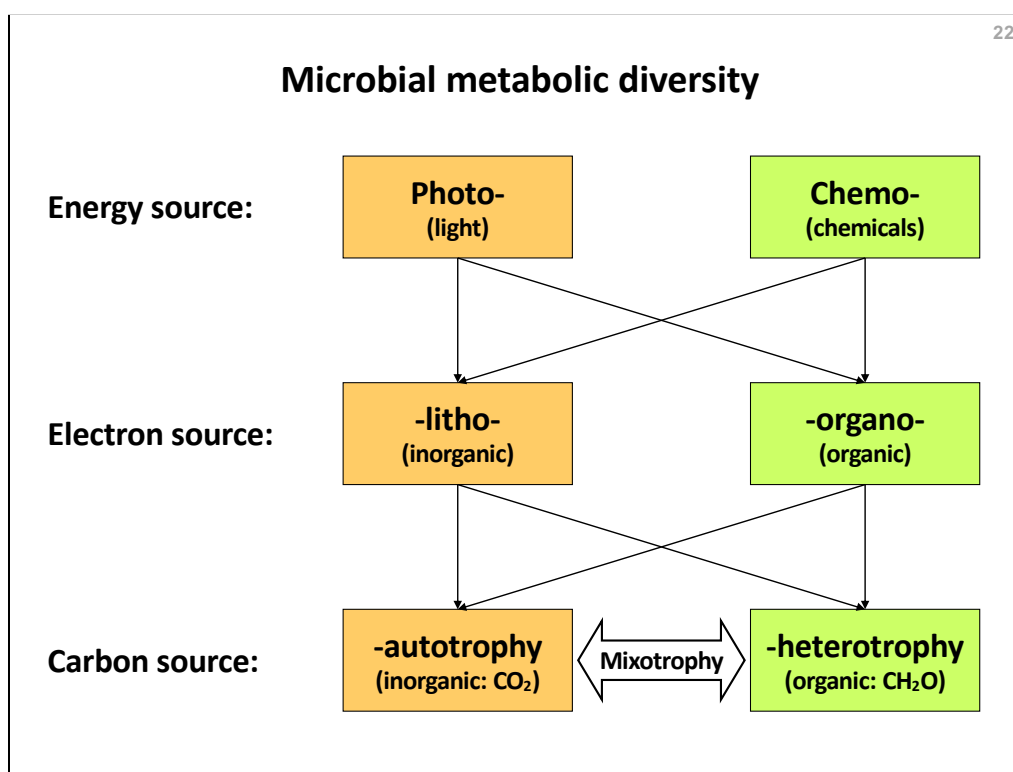 22
Microbial metabolic diversity
Energy source:
Photo-
(light)
Chemo-
(chemicals)
Electron source:
-litho-
(inorganic)
-organo-
(organic)
Carbon source:
-autotrophy
(inorganic: CO₂)
Mixotrophy
-heterotrophy
(organic: CH₂O)